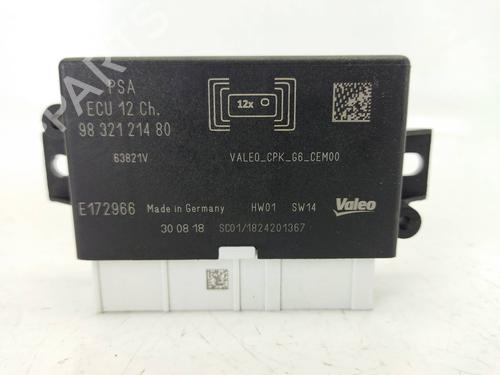 PSA
ECU 12 Ch.
98 321 214 80
12x
63821V
VALEO_CPK_G6_CEM00
E172966
Made in Germany
HW01
SW14
Valeo
30 08 18
SC01/1824201367